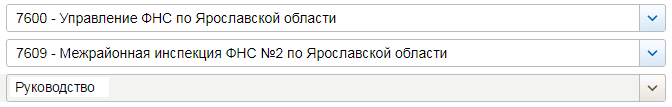 7600 - Управление ФНС по Ярославской области
7609 - Межрайонная инспекция ФНС №2 по Ярославской области
Руководство